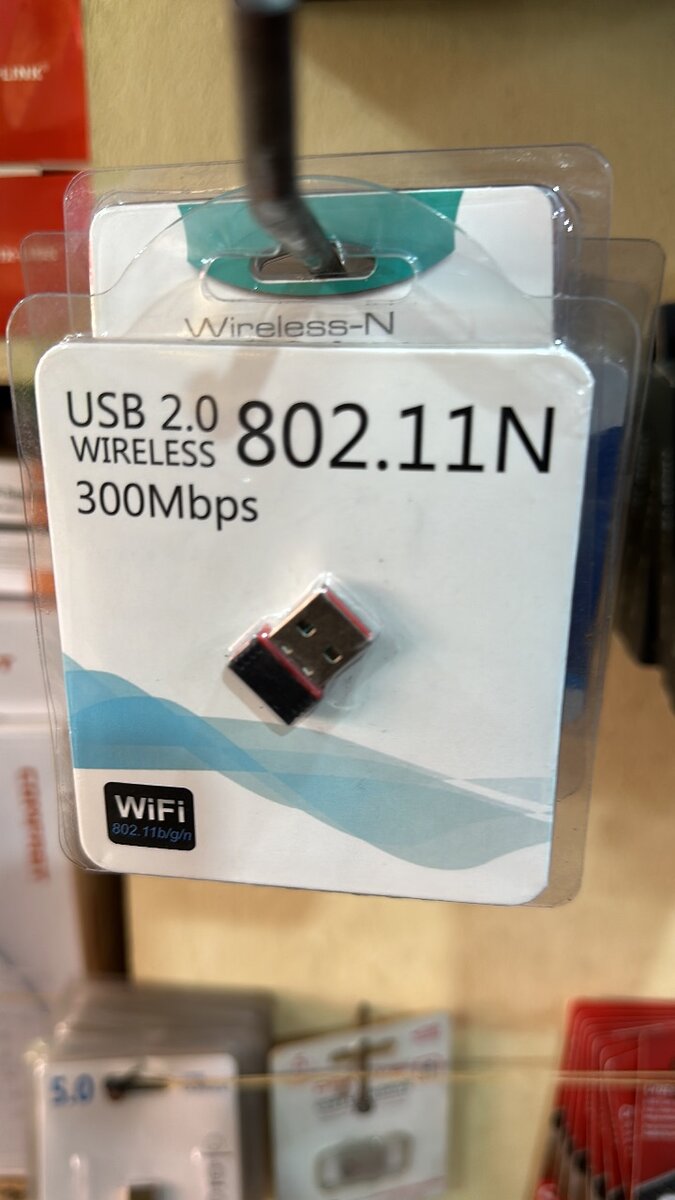 Wireless-N
USB 2.0
WIRELESS
802.11N
300Mbps
WiFi
802.11b/g/n
5.0